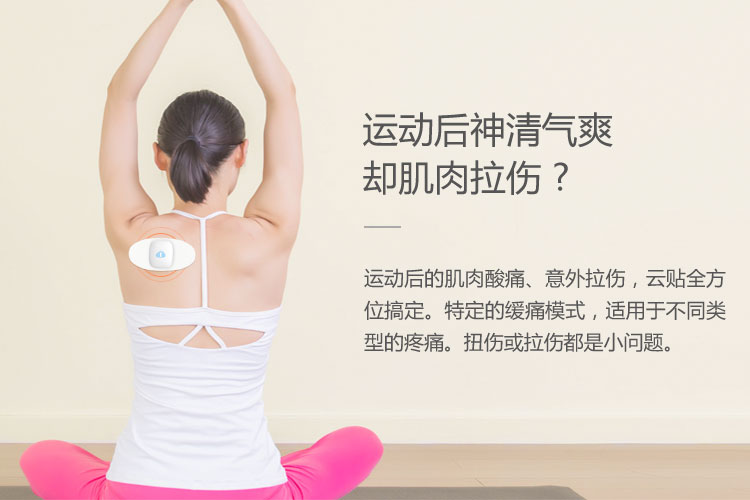 运动后神清气爽
却肌肉拉伤？
运动后的肌肉酸痛、意外拉伤，云贴全方
位搞定。特定的缓痛模式，适用于不同类
型的疼痛。扭伤或拉伤都是小问题。